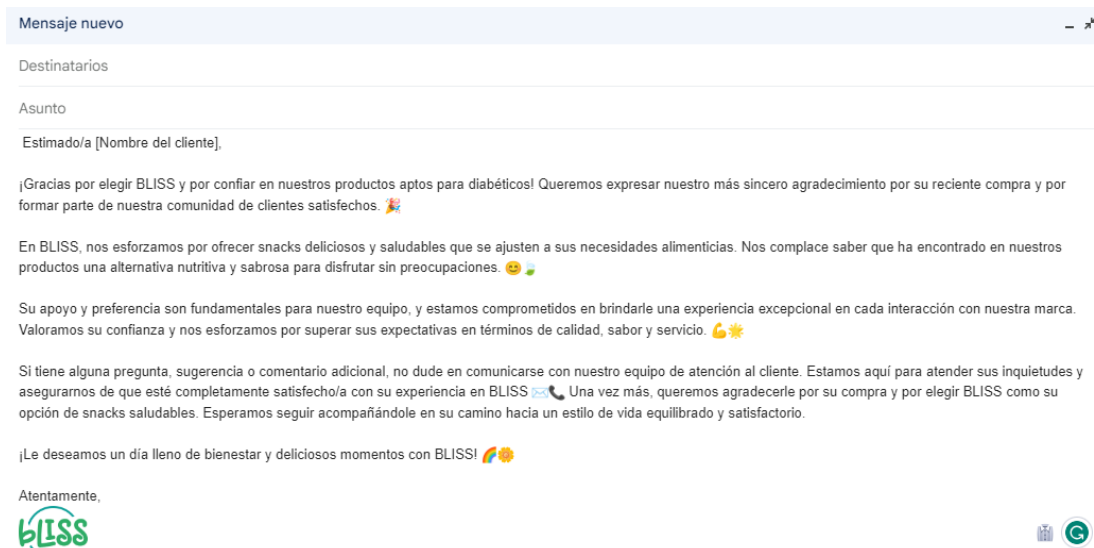 Mensaje nuevo
Destinatarios
Asunto
Estimado/a [Nombre del cliente],
¡Gracias por elegir BLISS y por confiar en nuestros productos aptos para diabéticos! Queremos expresar nuestro más sincero agradecimiento por su reciente compra y por
formar parte de nuestra comunidad de clientes satisfechos. 🎉
En BLISS, nos esforzamos por ofrecer snacks deliciosos y saludables que se ajusten a sus necesidades alimenticias. Nos complace saber que ha encontrado en nuestros
productos una alternativa nutritiva y sabrosa para disfrutar sin preocupaciones. 😊🍃
Su apoyo y preferencia son fundamentales para nuestro equipo, y estamos comprometidos en brindarle una experiencia excepcional en cada interacción con nuestra marca.
Valoramos su confianza y nos esforzamos por superar sus expectativas en términos de calidad, sabor y servicio. 💪🌟
Si tiene alguna pregunta, sugerencia o comentario adicional, no dude en comunicarse con nuestro equipo de atención al cliente. Estamos aquí para atender sus inquietudes y
asegurarnos de que esté completamente satisfecho/a con su experiencia en BLISS ✉️📞 Una vez más, queremos agradecerle por su compra y por elegir BLISS como su
opción de snacks saludables. Esperamos seguir acompañándole en su camino hacia un estilo de vida equilibrado y satisfactorio.
¡Le deseamos un día lleno de bienestar y deliciosos momentos con BLISS! 🌈🌼
Atentamente,
bLISS